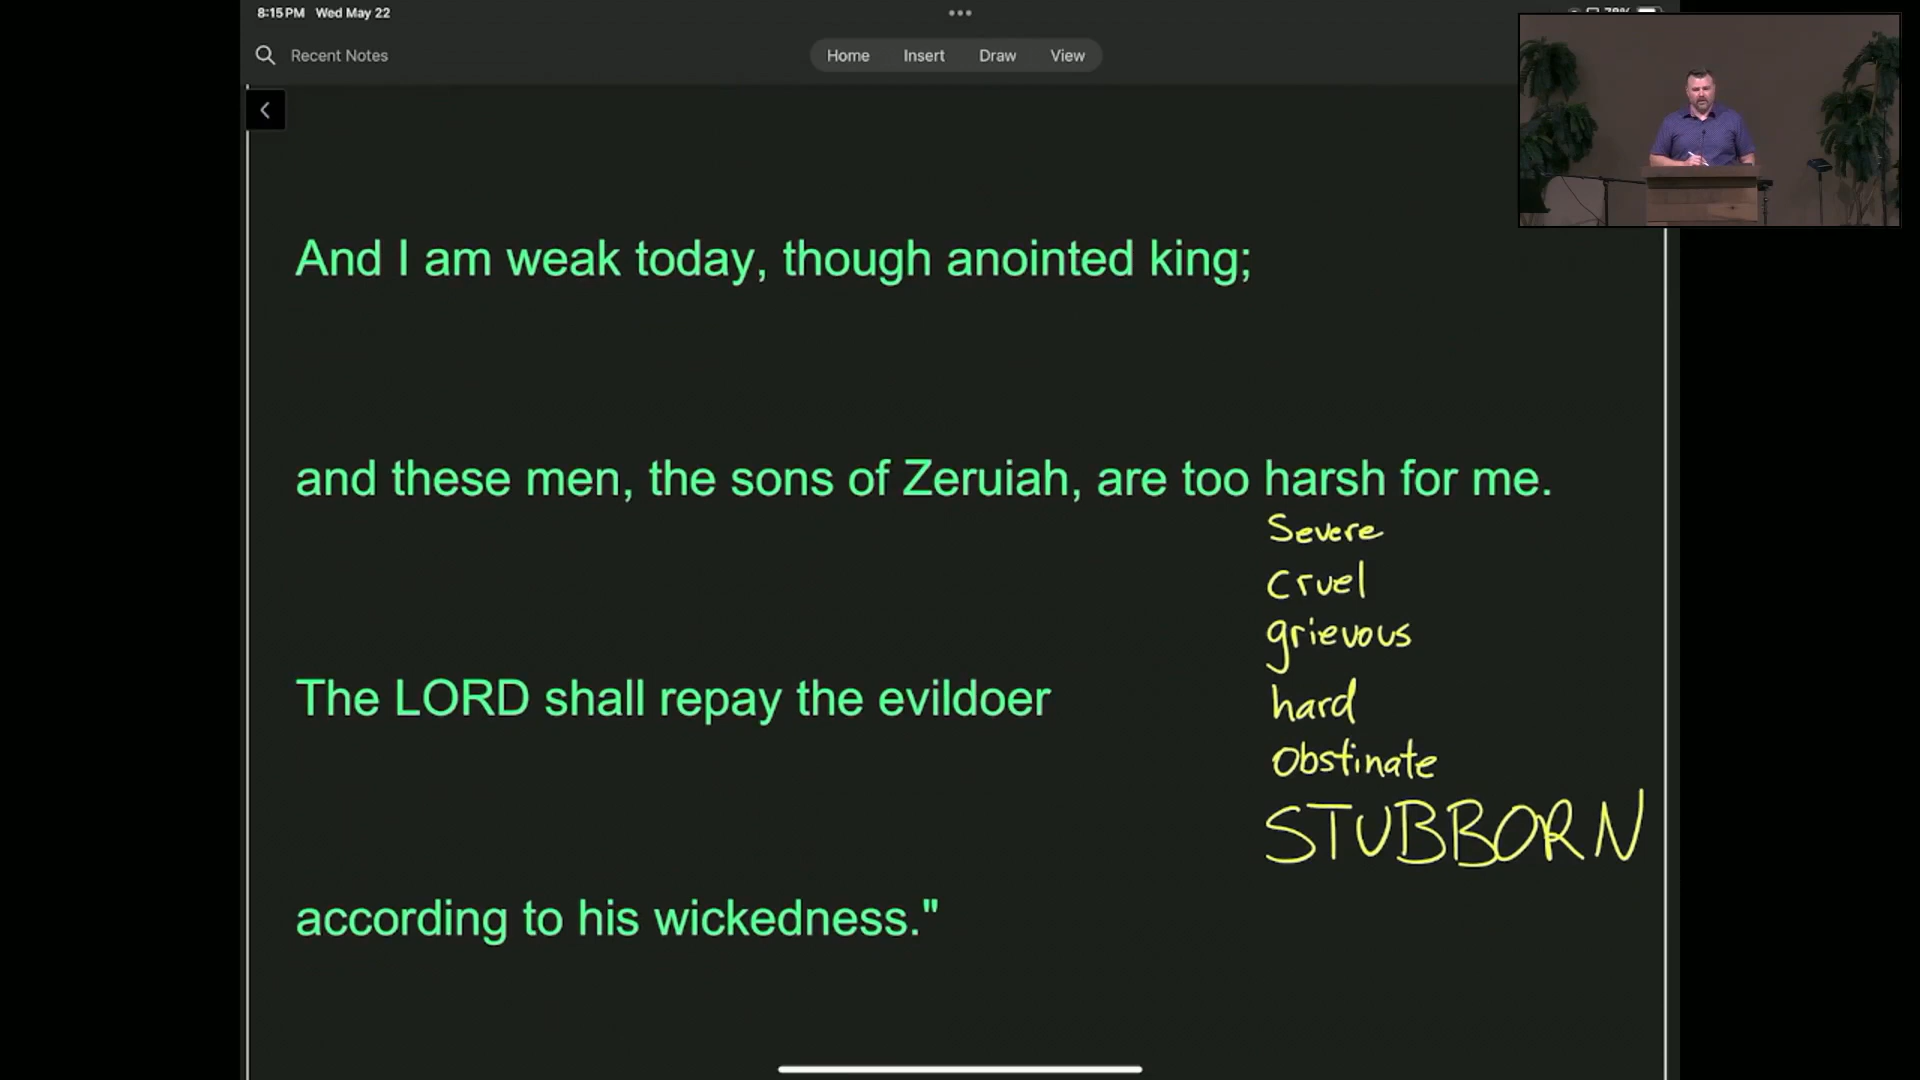 8:15 PM Wed May 22
Recent Notes
Home Insert Draw View
And I am weak today, though anointed king;
and these men, the sons of Zeruiah, are too harsh for me.
Severe
cruel
grievous
hard
Obstinate
STUBBORN
The LORD shall repay the evildoer
according to his wickedness."